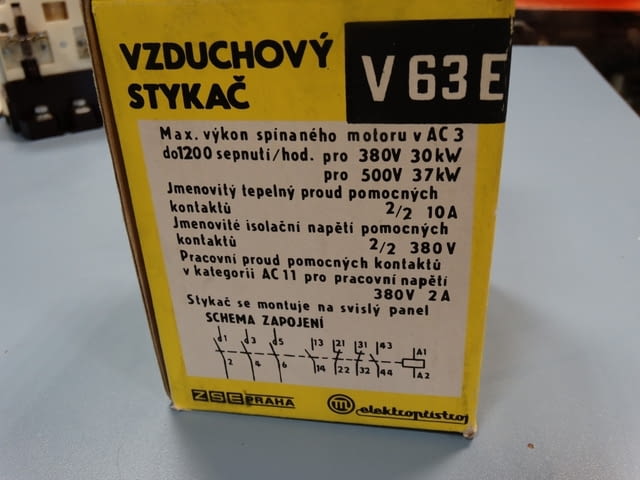 VZDUCHOVÝ
STYKAČ
V63E
Max. výkon spínaného motoru v AC 3
do 1200 sepnutí/hod. pro 380V 30kW
pro 500V 37kW
Jmenovitý tepelný proud pomocných
kontaktů 2/2 10A
Jmenovité isolační napětí pomocných
kontaktů 2/2 380V
Pracovní proud pomocných kontaktů
v kategorii AC 11 pro pracovní napětí
380V 2A
Stykač se montuje na svislý panel
SCHEMA ZAPOJENÍ
1 3 5 13 21 31 43 A1
2 4 6 14 22 32 44 A2
ZSE PRAHA
elektropřístroj